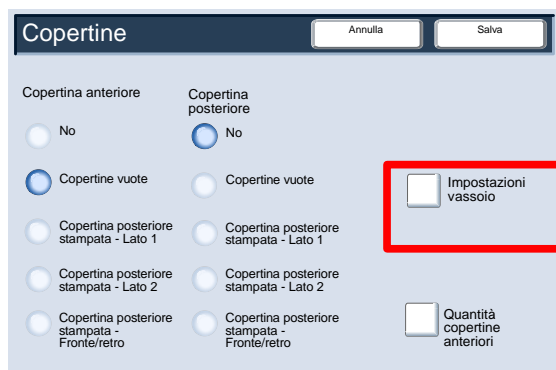 Copertine
Annulla
Salva
Copertina anteriore
No
Copertine vuote
Copertina posteriore
stampata - Lato 1
Copertina posteriore
stampata - Lato 2
Copertina posteriore
stampata -
Fronte/retro
Copertina
posteriore
No
Copertine vuote
Copertina posteriore
stampata - Lato 1
Copertina posteriore
stampata - Lato 2
Copertina posteriore
stampata -
Fronte/retro
Impostazioni
vassoio
Quantità
copertine
anteriori